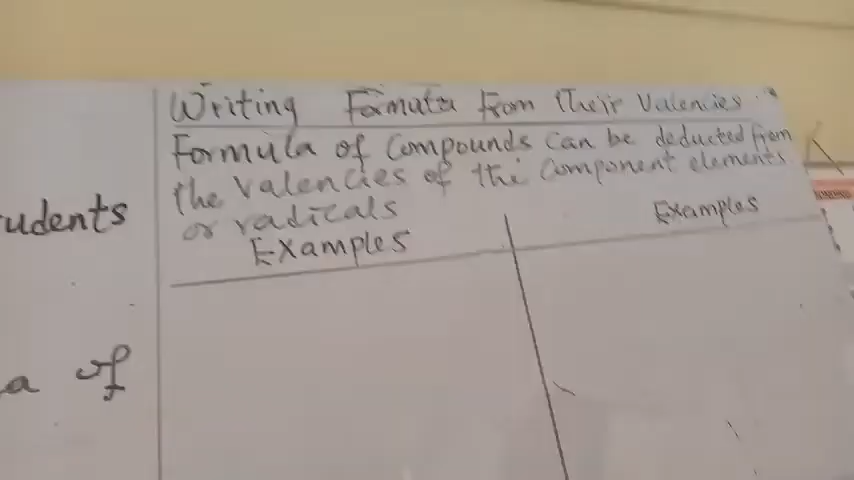 Writing Formata from their Valencies.
Formula of Compounds Can be deducted from
the valencies of the Component elements
or radicals
Examples
Examples
udents
a of